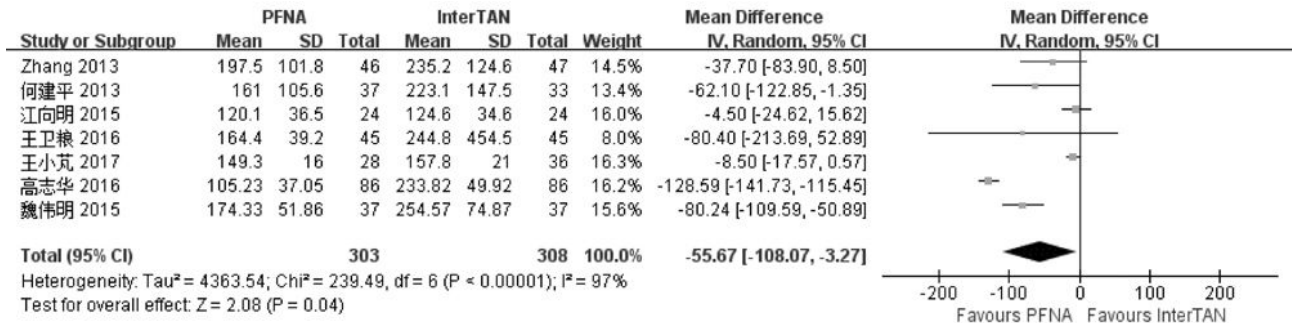 PFNA InterTAN Mean Difference Mean Difference
Study or Subgroup Mean SD Total Mean SD Total Weight IV, Random, 95% CI IV, Random, 95% CI
Zhang 2013 197.5 101.8 46 235.2 124.6 47 14.5% -37.70 [-83.90, 8.50]
何建平 2013 161 105.6 37 223.1 147.5 33 13.4% -62.10 [-122.85, -1.35]
江向明 2015 120.1 36.5 24 124.6 34.6 24 16.0% -4.50 [-24.62, 15.62]
王卫粮 2016 164.4 39.2 45 244.8 454.5 45 8.0% -80.40 [-213.69, 52.89]
王小芃 2017 149.3 16 28 157.8 21 36 16.3% -8.50 [-17.57, 0.57]
高志华 2016 105.23 37.05 86 233.82 49.92 86 16.2% -128.59 [-141.73, -115.45]
魏伟明 2015 174.33 51.86 37 254.57 74.87 37 15.6% -80.24 [-109.59, -50.89]
Total (95% CI) 303 308 100.0% -55.67 [-108.07, -3.27]
Heterogeneity: Tau² = 4363.54; Chi² = 239.49, df = 6 (P < 0.00001); I² = 97%
Test for overall effect: Z = 2.08 (P = 0.04)
-200 -100 0 100 200
Favours PFNA Favours InterTAN